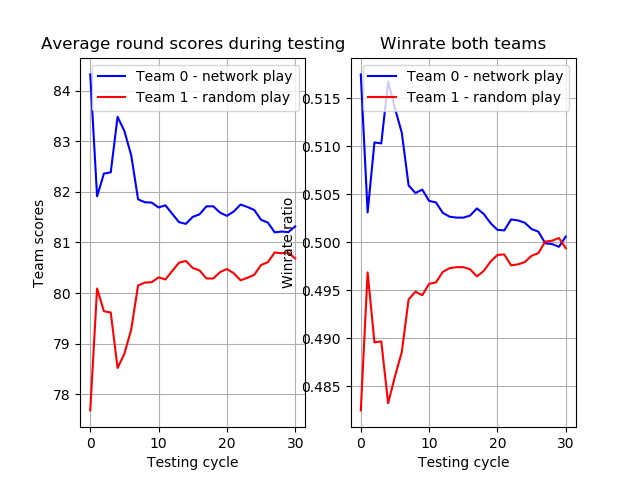 Average round scores during testing
Team 0 - network play
Team 1 - random play
84
83
82
81
80
79
78
Team scores
0
10
20
30
Testing cycle
Winrate both teams
Team 0 - network play
Team 1 - random play
0.515
0.510
0.505
0.500
0.495
0.490
0.485
Winrate ratio
0
10
20
30
Testing cycle